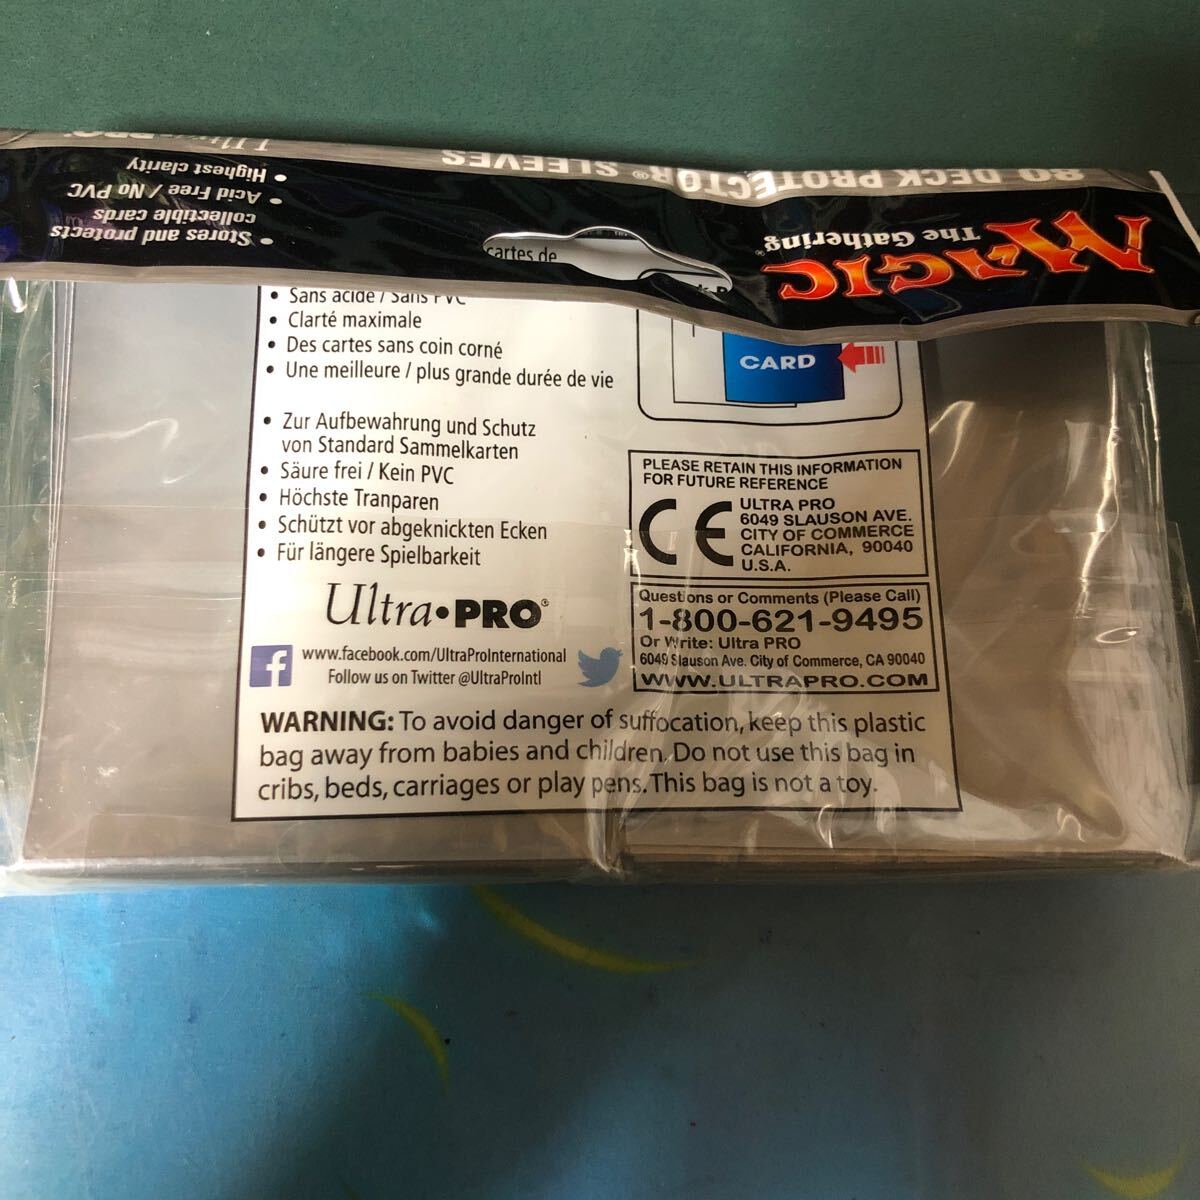 80 DECK PROTECTOR® SLEEVES
MAGIC
The Gathering®
• Stores and protects
collectible cards
• Acid Free / No PVC
• Highest clarity
cartes de
• Sans acide / Sans PVC
• Clarté maximale
• Des cartes sans coin corné
• Une meilleure / plus grande durée de vie
• Zur Aufbewahrung und Schutz
von Standard Sammelkarten
• Säure frei / Kein PVC
• Höchste Tranparen
• Schützt vor abgeknickten Ecken
• Für längere Spielbarkeit
Ultra•PRO®
www.facebook.com/UltraProInternational
Follow us on Twitter @UltraProIntl
CARD
PLEASE RETAIN THIS INFORMATION
FOR FUTURE REFERENCE
CE
ULTRA PRO
6049 SLAUSON AVE.
CITY OF COMMERCE
CALIFORNIA, 90040
U.S.A.
Questions or Comments (Please Call)
1-800-621-9495
Or Write: Ultra PRO
6049 Slauson Ave. City of Commerce, CA 90040
WWW.ULTRAPRO.COM
WARNING: To avoid danger of suffocation, keep this plastic
bag away from babies and children. Do not use this bag in
cribs, beds, carriages or play pens. This bag is not a toy.